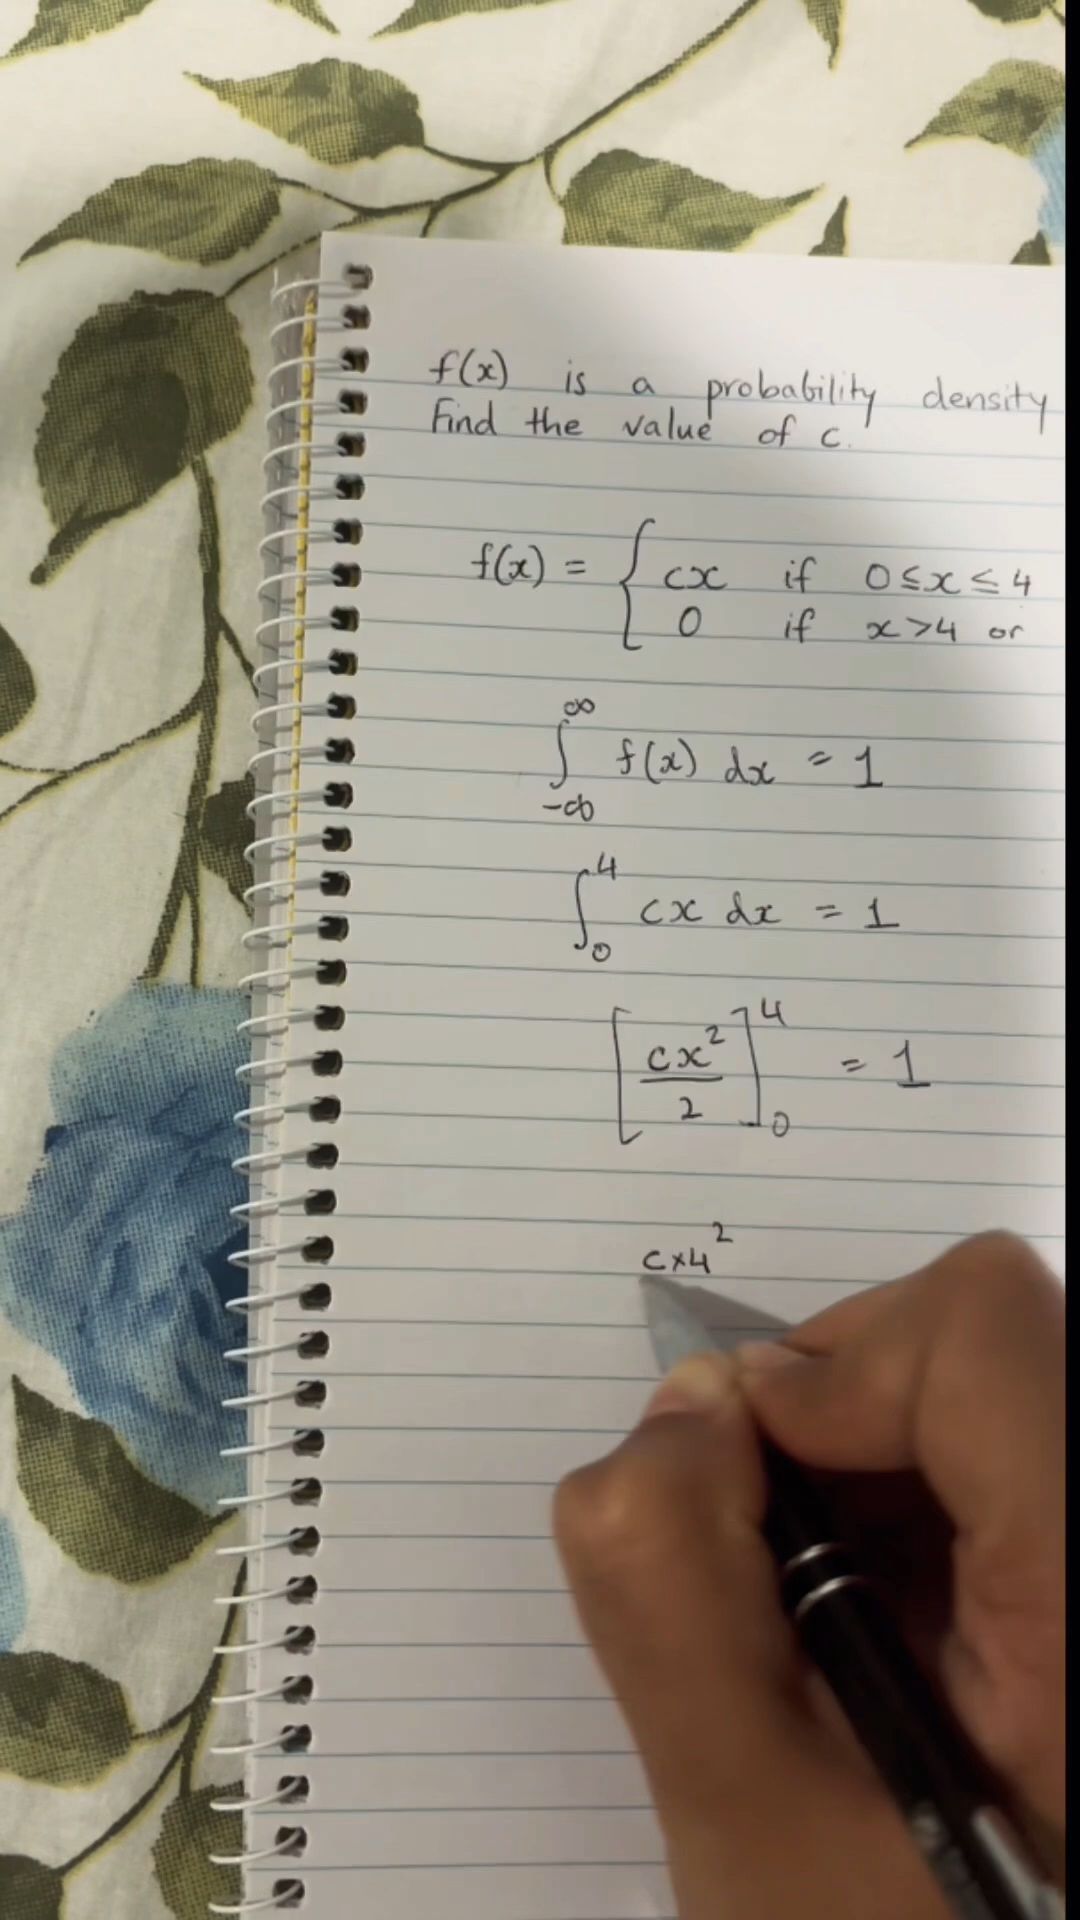 f(x) is a probability density
Find the value of c.
f(x) = { cx if 0 ≤ x ≤ 4
0 if x > 4 or
∫_{-∞}^{∞} f(x) dx = 1
∫_0^4 cx dx = 1
[cx²/2]_0^4 = 1
c×4²